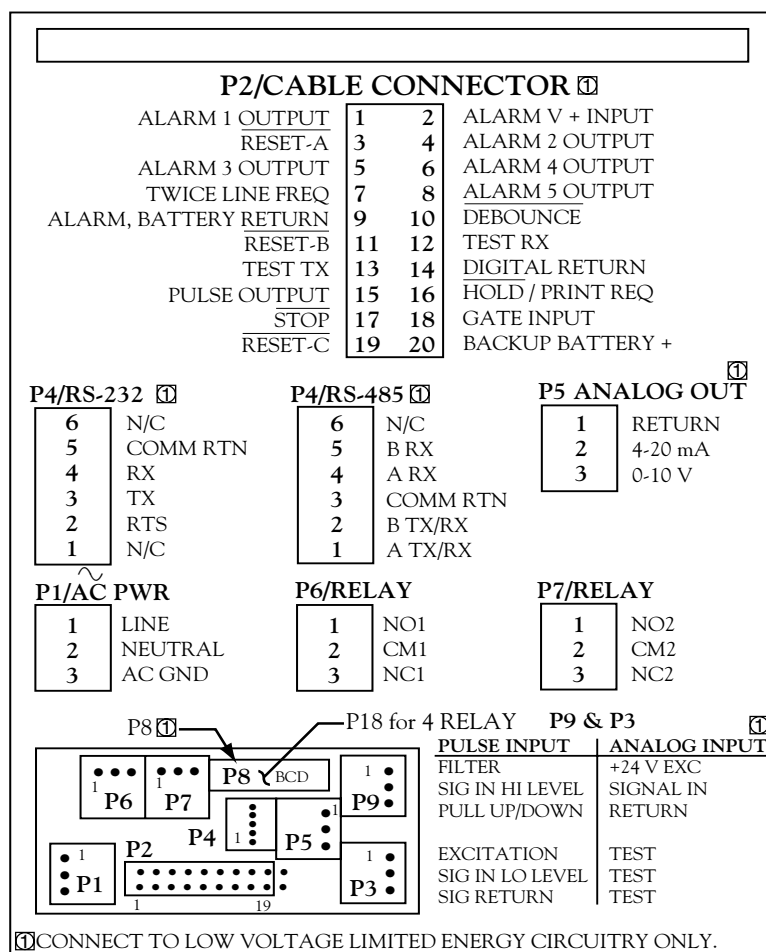 P2/CABLE CONNECTOR ①
ALARM 1 OUTPUT 1 2 ALARM V + INPUT
RESET-A 3 4 ALARM 2 OUTPUT
ALARM 3 OUTPUT 5 6 ALARM 4 OUTPUT
TWICE LINE FREQ 7 8 ALARM 5 OUTPUT
ALARM, BATTERY RETURN 9 10 DEBOUNCE
RESET-B 11 12 TEST RX
TEST TX 13 14 DIGITAL RETURN
PULSE OUTPUT 15 16 HOLD / PRINT REQ
STOP 17 18 GATE INPUT
RESET-C 19 20 BACKUP BATTERY +
P4/RS-232 ①
6 N/C
5 COMM RTN
4 RX
3 TX
2 RTS
1 N/C
P4/RS-485 ①
6 N/C
5 B RX
4 A RX
3 COMM RTN
2 B TX/RX
1 A TX/RX
①
P5 ANALOG OUT
1 RETURN
2 4-20 mA
3 0-10 V
P1/AC PWR
1 LINE
2 NEUTRAL
3 AC GND
P6/RELAY
1 NO1
2 CM1
3 NC1
P7/RELAY
1 NO2
2 CM2
3 NC2
P8 ①
P18 for 4 RELAY
P8 BCD
1 P6
1 P7
1 P9
P4 1
1 P5
P2
1 19
1 P1
1 P3
P9 & P3 ①
PULSE INPUT ANALOG INPUT
FILTER +24 V EXC
SIG IN HI LEVEL SIGNAL IN
PULL UP/DOWN RETURN
EXCITATION TEST
SIG IN LO LEVEL TEST
SIG RETURN TEST
①CONNECT TO LOW VOLTAGE LIMITED ENERGY CIRCUITRY ONLY.